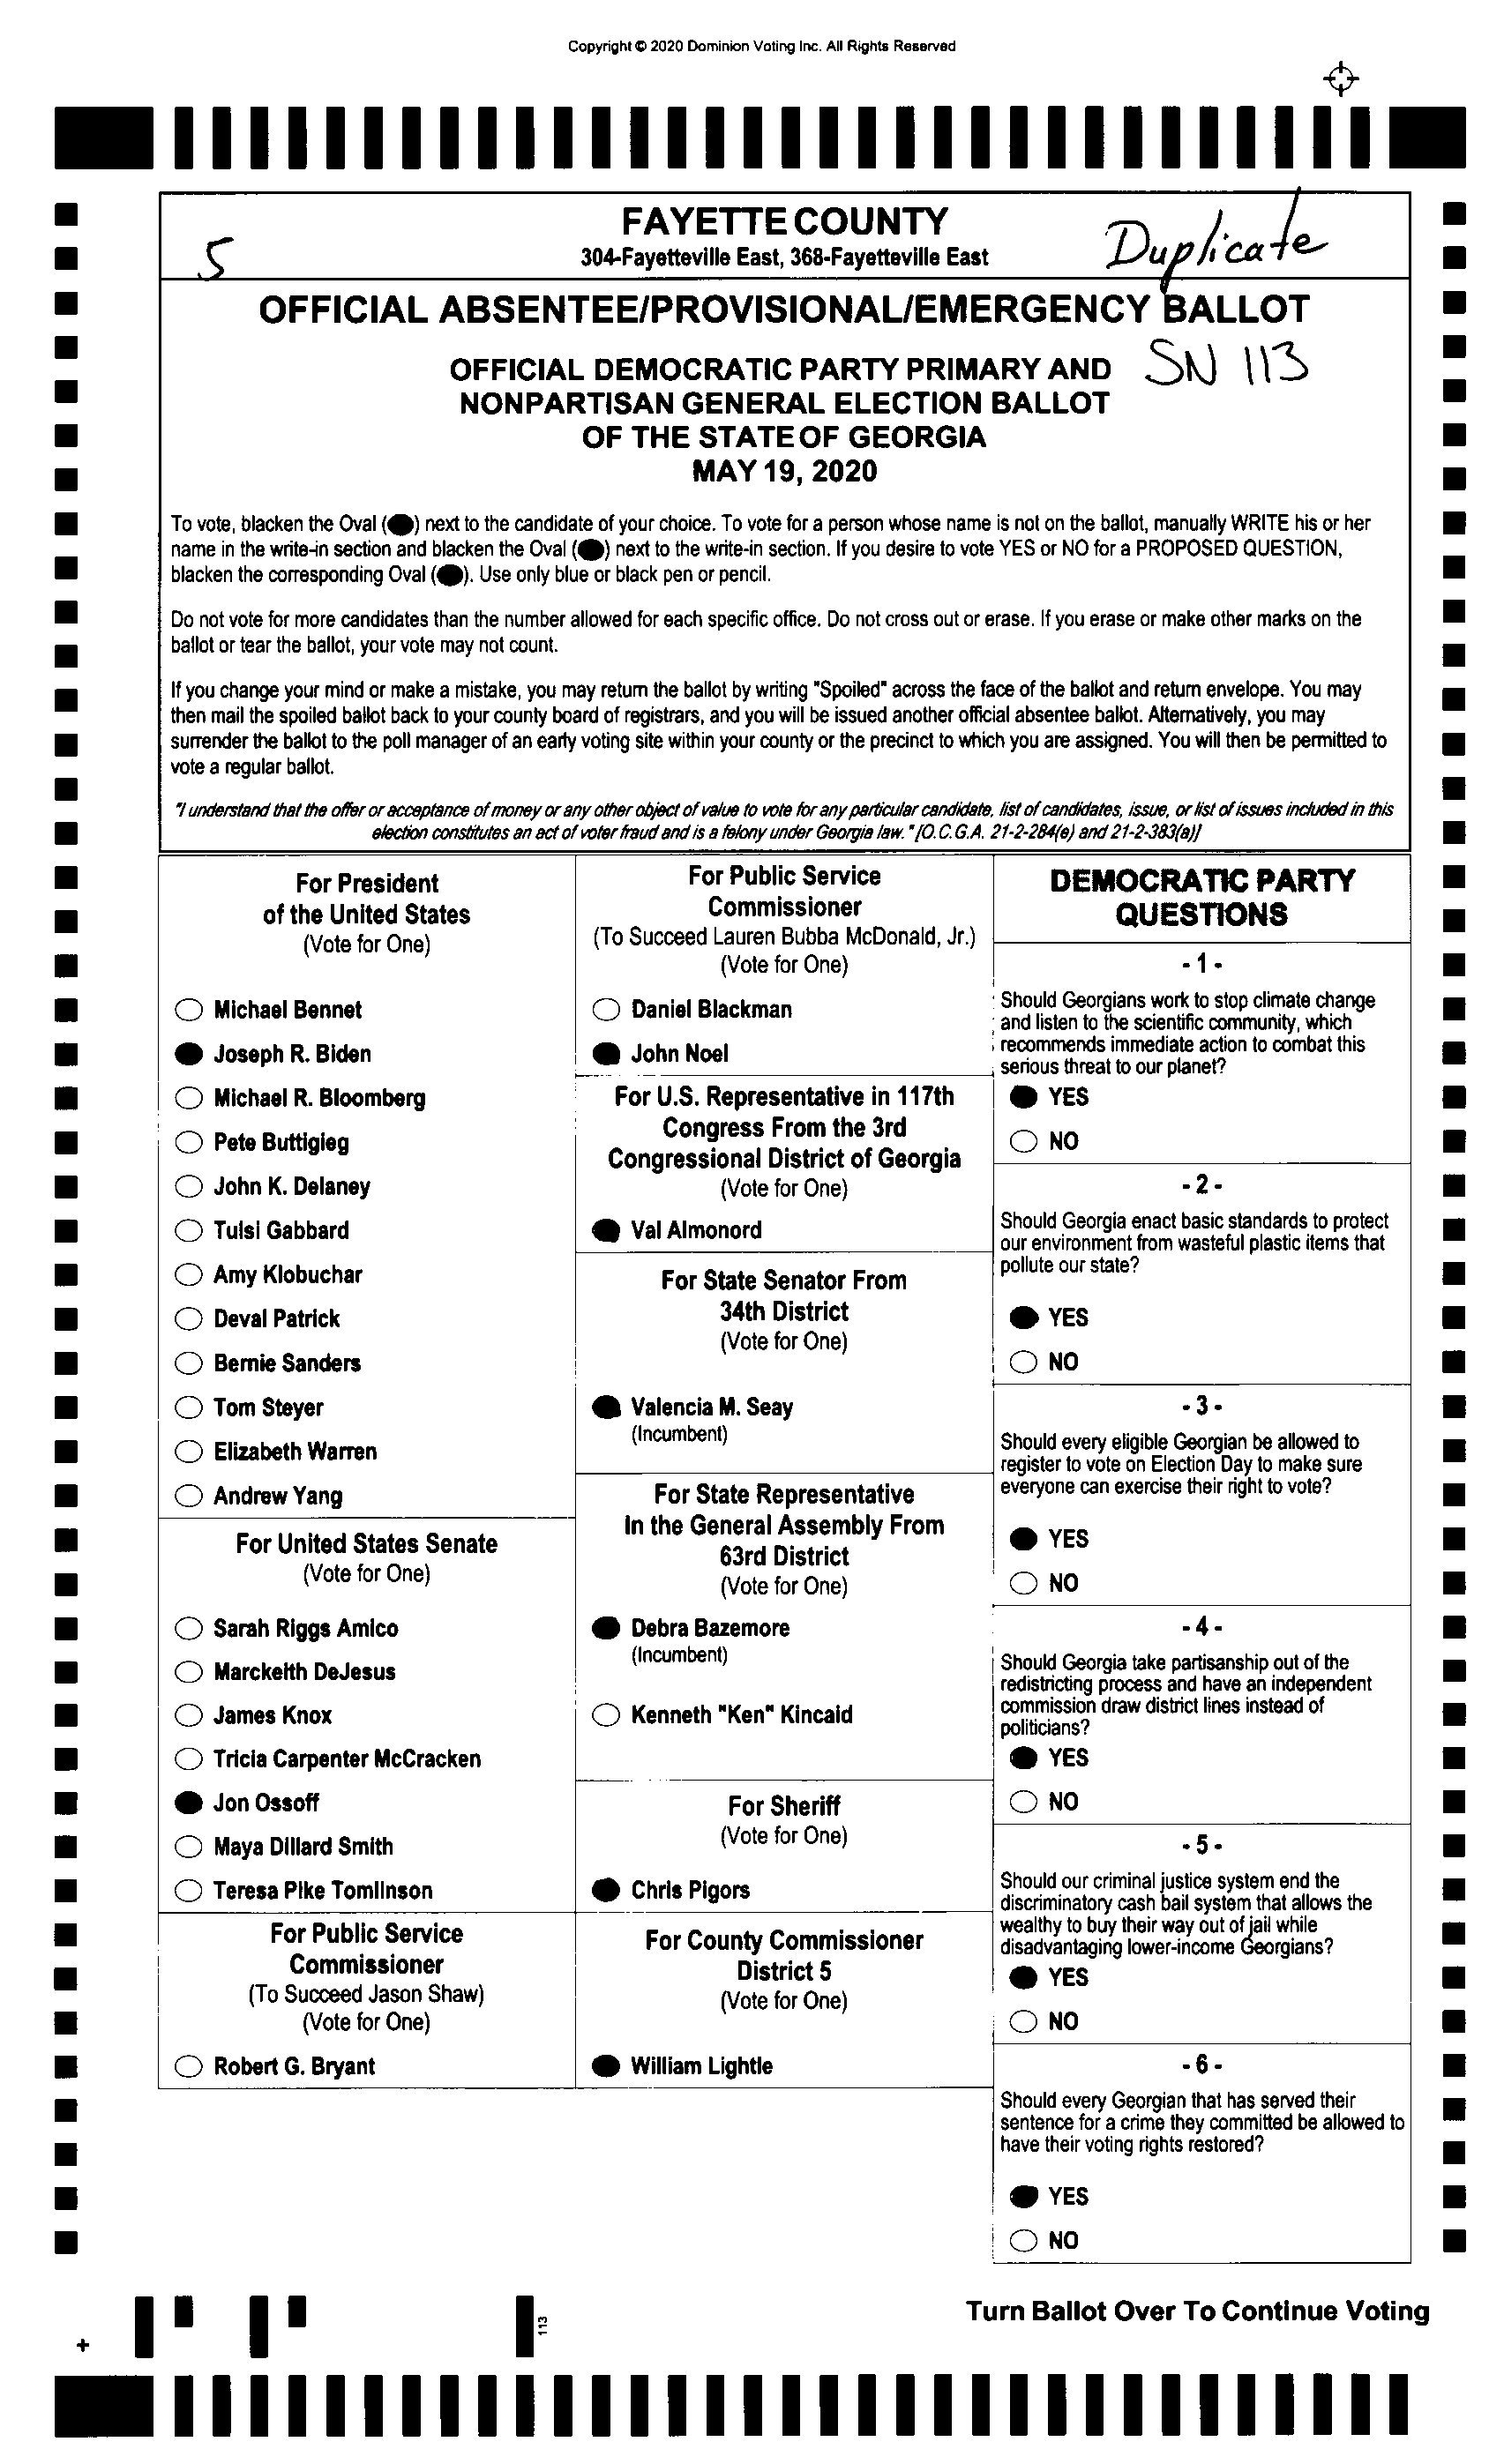 Copyright © 2020 Dominion Voting Inc. All Rights Reserved
FAYETTE COUNTY
304-Fayetteville East, 368-Fayetteville East
5
Duplicate
OFFICIAL ABSENTEE/PROVISIONAL/EMERGENCY BALLOT
SN 113
OFFICIAL DEMOCRATIC PARTY PRIMARY AND
NONPARTISAN GENERAL ELECTION BALLOT
OF THE STATE OF GEORGIA
MAY 19, 2020
To vote, blacken the Oval (●) next to the candidate of your choice. To vote for a person whose name is not on the ballot, manually WRITE his or her
name in the write-in section and blacken the Oval (●) next to the write-in section. If you desire to vote YES or NO for a PROPOSED QUESTION,
blacken the corresponding Oval (●). Use only blue or black pen or pencil.
Do not vote for more candidates than the number allowed for each specific office. Do not cross out or erase. If you erase or make other marks on the
ballot or tear the ballot, your vote may not count.
If you change your mind or make a mistake, you may return the ballot by writing "Spoiled" across the face of the ballot and return envelope. You may
then mail the spoiled ballot back to your county board of registrars, and you will be issued another official absentee ballot. Alternatively, you may
surrender the ballot to the poll manager of an early voting site within your county or the precinct to which you are assigned. You will then be permitted to
vote a regular ballot.
"I understand that the offer or acceptance of money or any other object of value to vote for any particular candidate, list of candidates, issue, or list of issues included in this
election constitutes an act of voter fraud and is a felony under Georgia law." [O.C.G.A. 21-2-284(e) and 21-2-383(a)]
For President
of the United States
(Vote for One)
Michael Bennet
Joseph R. Biden
Michael R. Bloomberg
Pete Buttigieg
John K. Delaney
Tulsi Gabbard
Amy Klobuchar
Deval Patrick
Bernie Sanders
Tom Steyer
Elizabeth Warren
Andrew Yang
For United States Senate
(Vote for One)
Sarah Riggs Amico
Marckeith DeJesus
James Knox
Tricia Carpenter McCracken
Jon Ossoff
Maya Dillard Smith
Teresa Pike Tomlinson
For Public Service
Commissioner
(To Succeed Jason Shaw)
(Vote for One)
Robert G. Bryant
For Public Service
Commissioner
(To Succeed Lauren Bubba McDonald, Jr.)
(Vote for One)
Daniel Blackman
John Noel
For U.S. Representative in 117th
Congress From the 3rd
Congressional District of Georgia
(Vote for One)
Val Almonord
For State Senator From
34th District
(Vote for One)
Valencia M. Seay
(Incumbent)
For State Representative
In the General Assembly From
63rd District
(Vote for One)
Debra Bazemore
(Incumbent)
Kenneth "Ken" Kincaid
For Sheriff
(Vote for One)
Chris Pigors
For County Commissioner
District 5
(Vote for One)
William Lightle
DEMOCRATIC PARTY
QUESTIONS
- 1 -
Should Georgians work to stop climate change
and listen to the scientific community, which
recommends immediate action to combat this
serious threat to our planet?
YES
NO
- 2 -
Should Georgia enact basic standards to protect
our environment from wasteful plastic items that
pollute our state?
YES
NO
- 3 -
Should every eligible Georgian be allowed to
register to vote on Election Day to make sure
everyone can exercise their right to vote?
YES
NO
- 4 -
Should Georgia take partisanship out of the
redistricting process and have an independent
commission draw district lines instead of
politicians?
YES
NO
- 5 -
Should our criminal justice system end the
discriminatory cash bail system that allows the
wealthy to buy their way out of jail while
disadvantaging lower-income Georgians?
YES
NO
- 6 -
Should every Georgian that has served their
sentence for a crime they committed be allowed to
have their voting rights restored?
YES
NO
Turn Ballot Over To Continue Voting
113